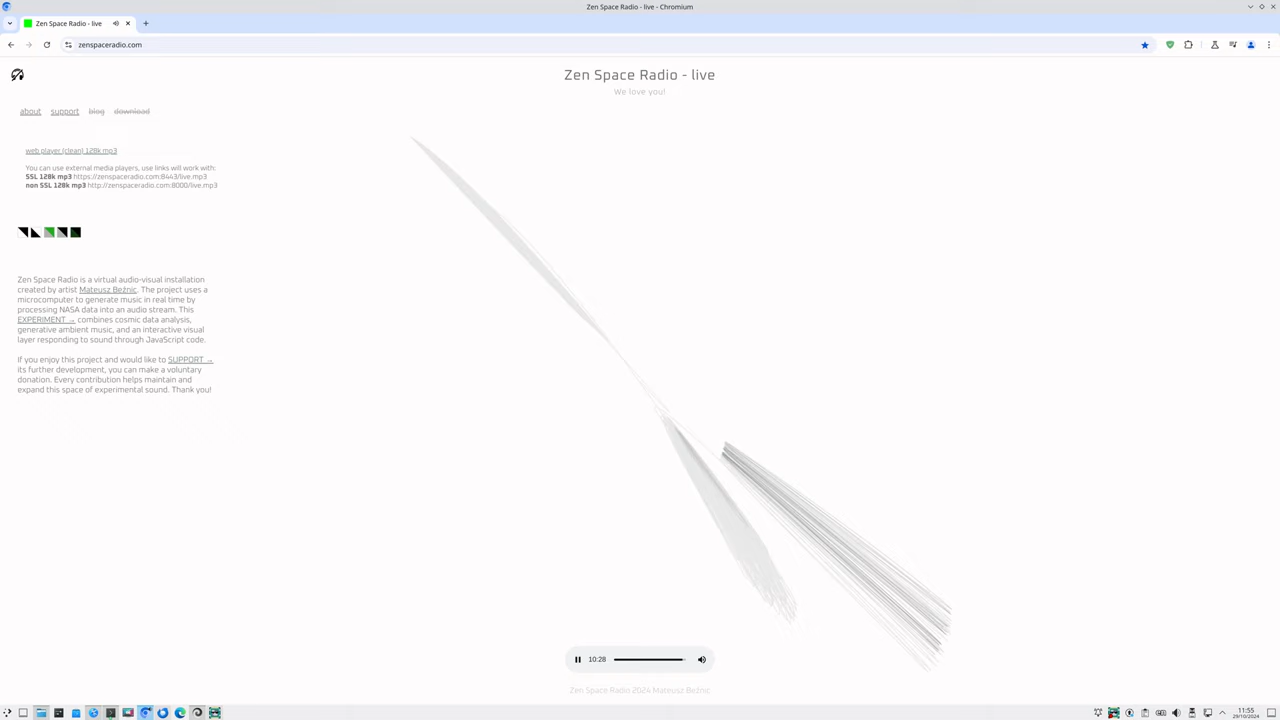 Zen Space Radio - live - Chromium
Zen Space Radio - live
zenspaceradio.com
Zen Space Radio - live
We love you!
about support blog download
web player (clean) 128k mp3
You can use external media players, use links will work with:
SSL 128k mp3 https://zenspaceradio.com:8443/live.mp3
non SSL 128k mp3 http://zenspaceradio.com:8000/live.mp3
Zen Space Radio is a virtual audio-visual installation
created by artist Mateusz Beźnic. The project uses a
microcomputer to generate music in real time by
processing NASA data into an audio stream. This
EXPERIMENT → combines cosmic data analysis,
generative ambient music, and an interactive visual
layer responding to sound through JavaScript code.
If you enjoy this project and would like to SUPPORT →
its further development, you can make a voluntary
donation. Every contribution helps maintain and
expand this space of experimental sound. Thank you!
10:28
Zen Space Radio 2024 Mateusz Beźnic
11:55
29/10/2024